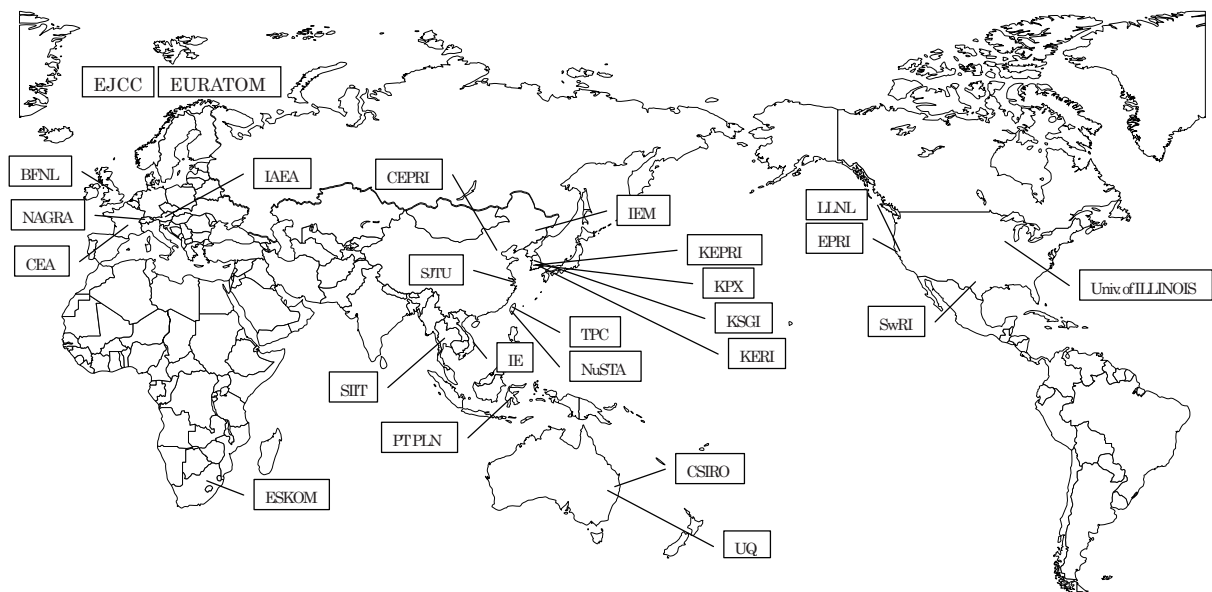 EJCC
EURATOM
BFNL
IAEA
CEPRI
NAGRA
IEM
LLNL
CEA
EPRI
KEPRI
SJTU
KPX
Univ. of ILLINOIS
KSGI
SwRI
TPC
KERI
IE
NuSTA
SIIT
PT PLN
CSIRO
ESKOM
UQ